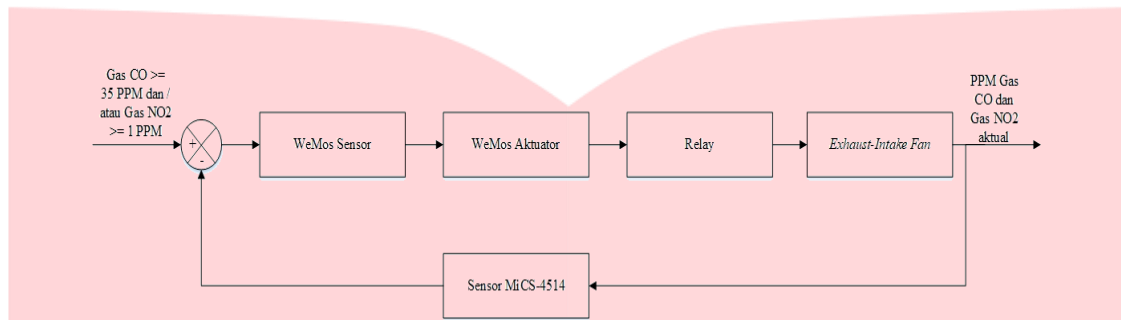 Gas CO >=
35 PPM dan /
atau Gas NO2
>= 1 PPM
+
-
WeMos Sensor
WeMos Aktuator
Relay
Exhaust-Intake Fan
PPM Gas
CO dan
Gas NO2
aktual
Sensor MiCS-4514